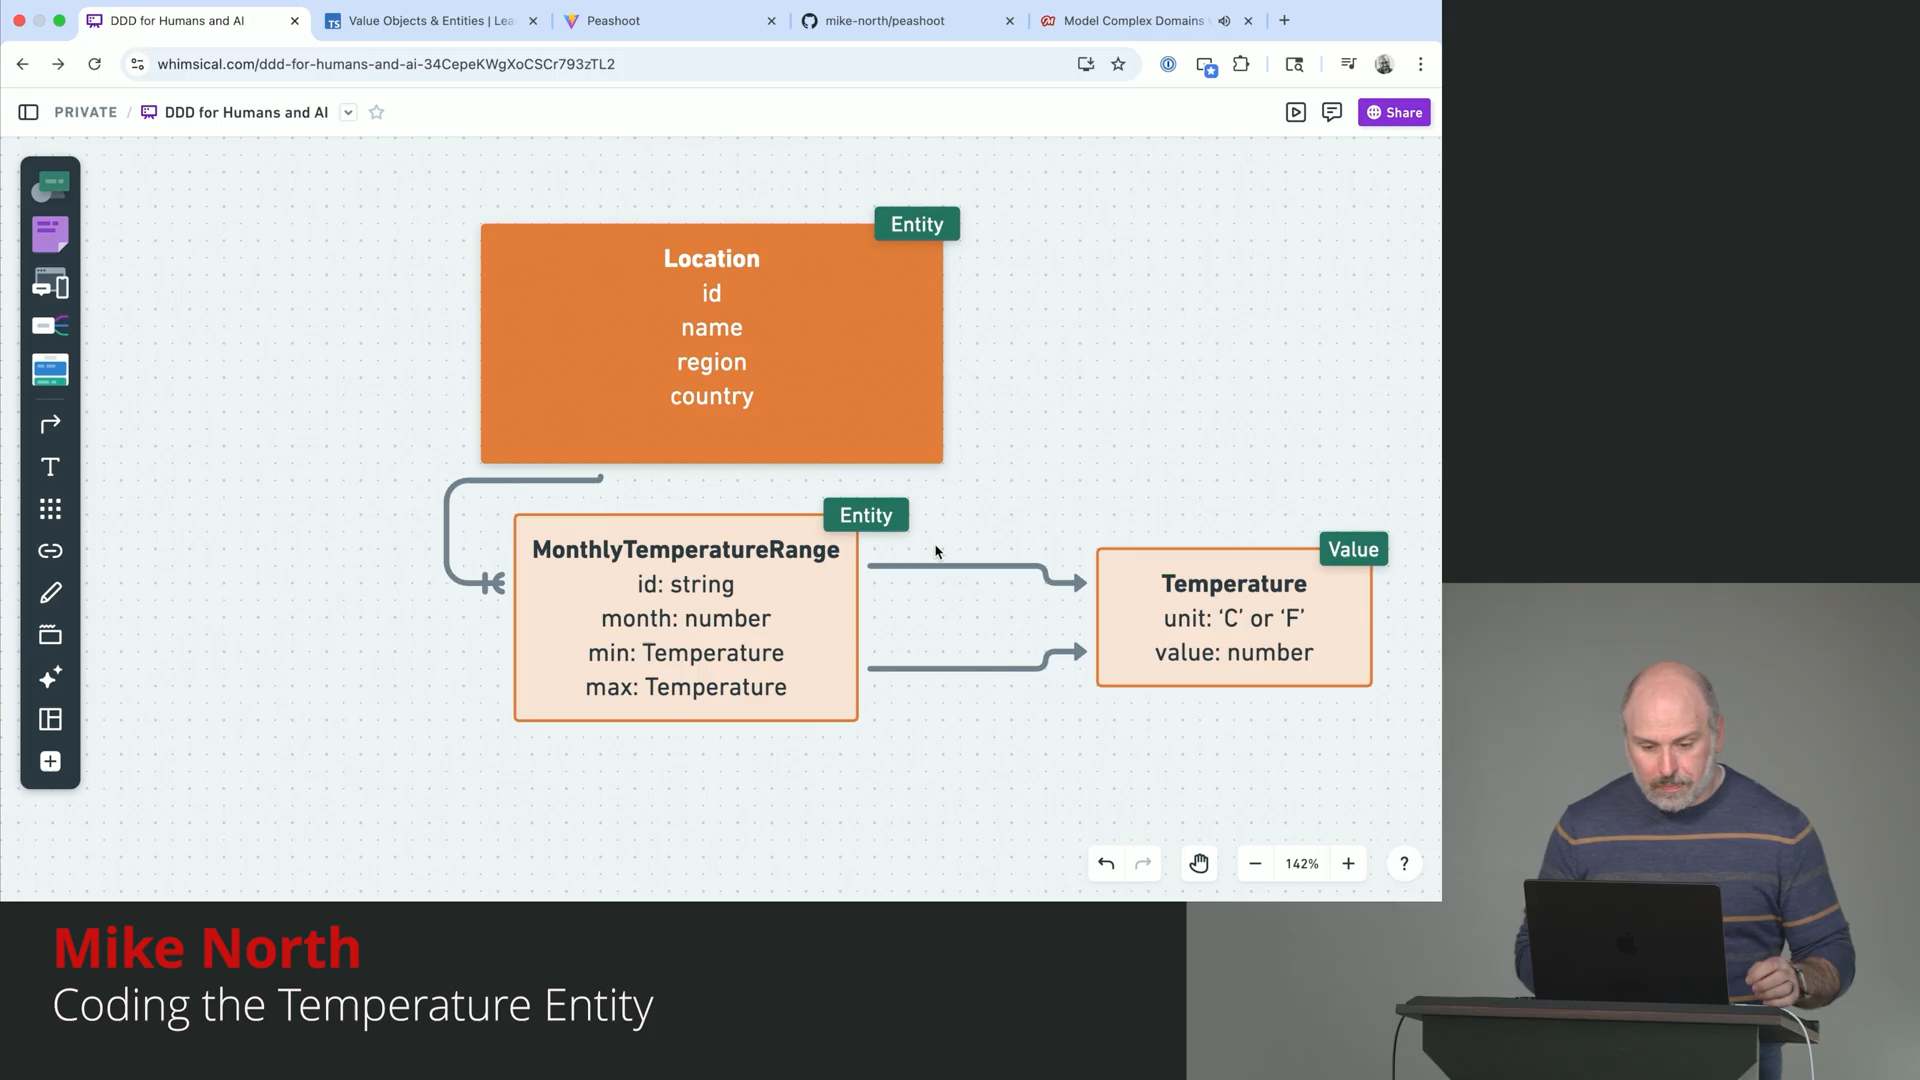 DDD for Humans and AI
Value Objects & Entities | Lea
Peashoot
mike-north/peashoot
Model Complex Domains
whimsical.com/ddd-for-humans-and-ai-34CepeKWgXoCSCr793zTL2
PRIVATE / DDD for Humans and AI
Share
Entity
Location
id
name
region
country
Entity
MonthlyTemperatureRange
id: string
month: number
min: Temperature
max: Temperature
Value
Temperature
unit: ‘C’ or ‘F’
value: number
142%
?
Mike North
Coding the Temperature Entity